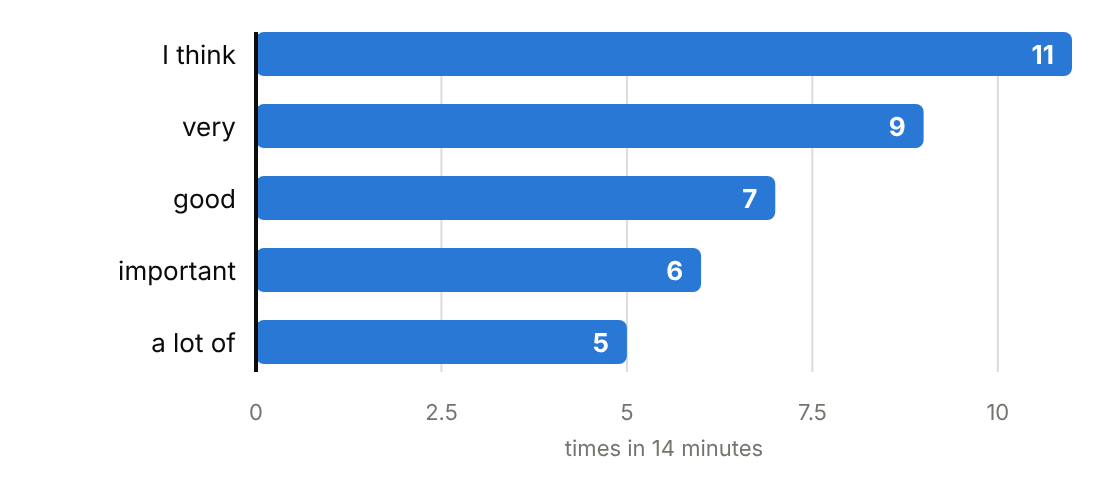 I think 11
very 9
good 7
important 6
a lot of 5
0 2.5 5 7.5 10
times in 14 minutes